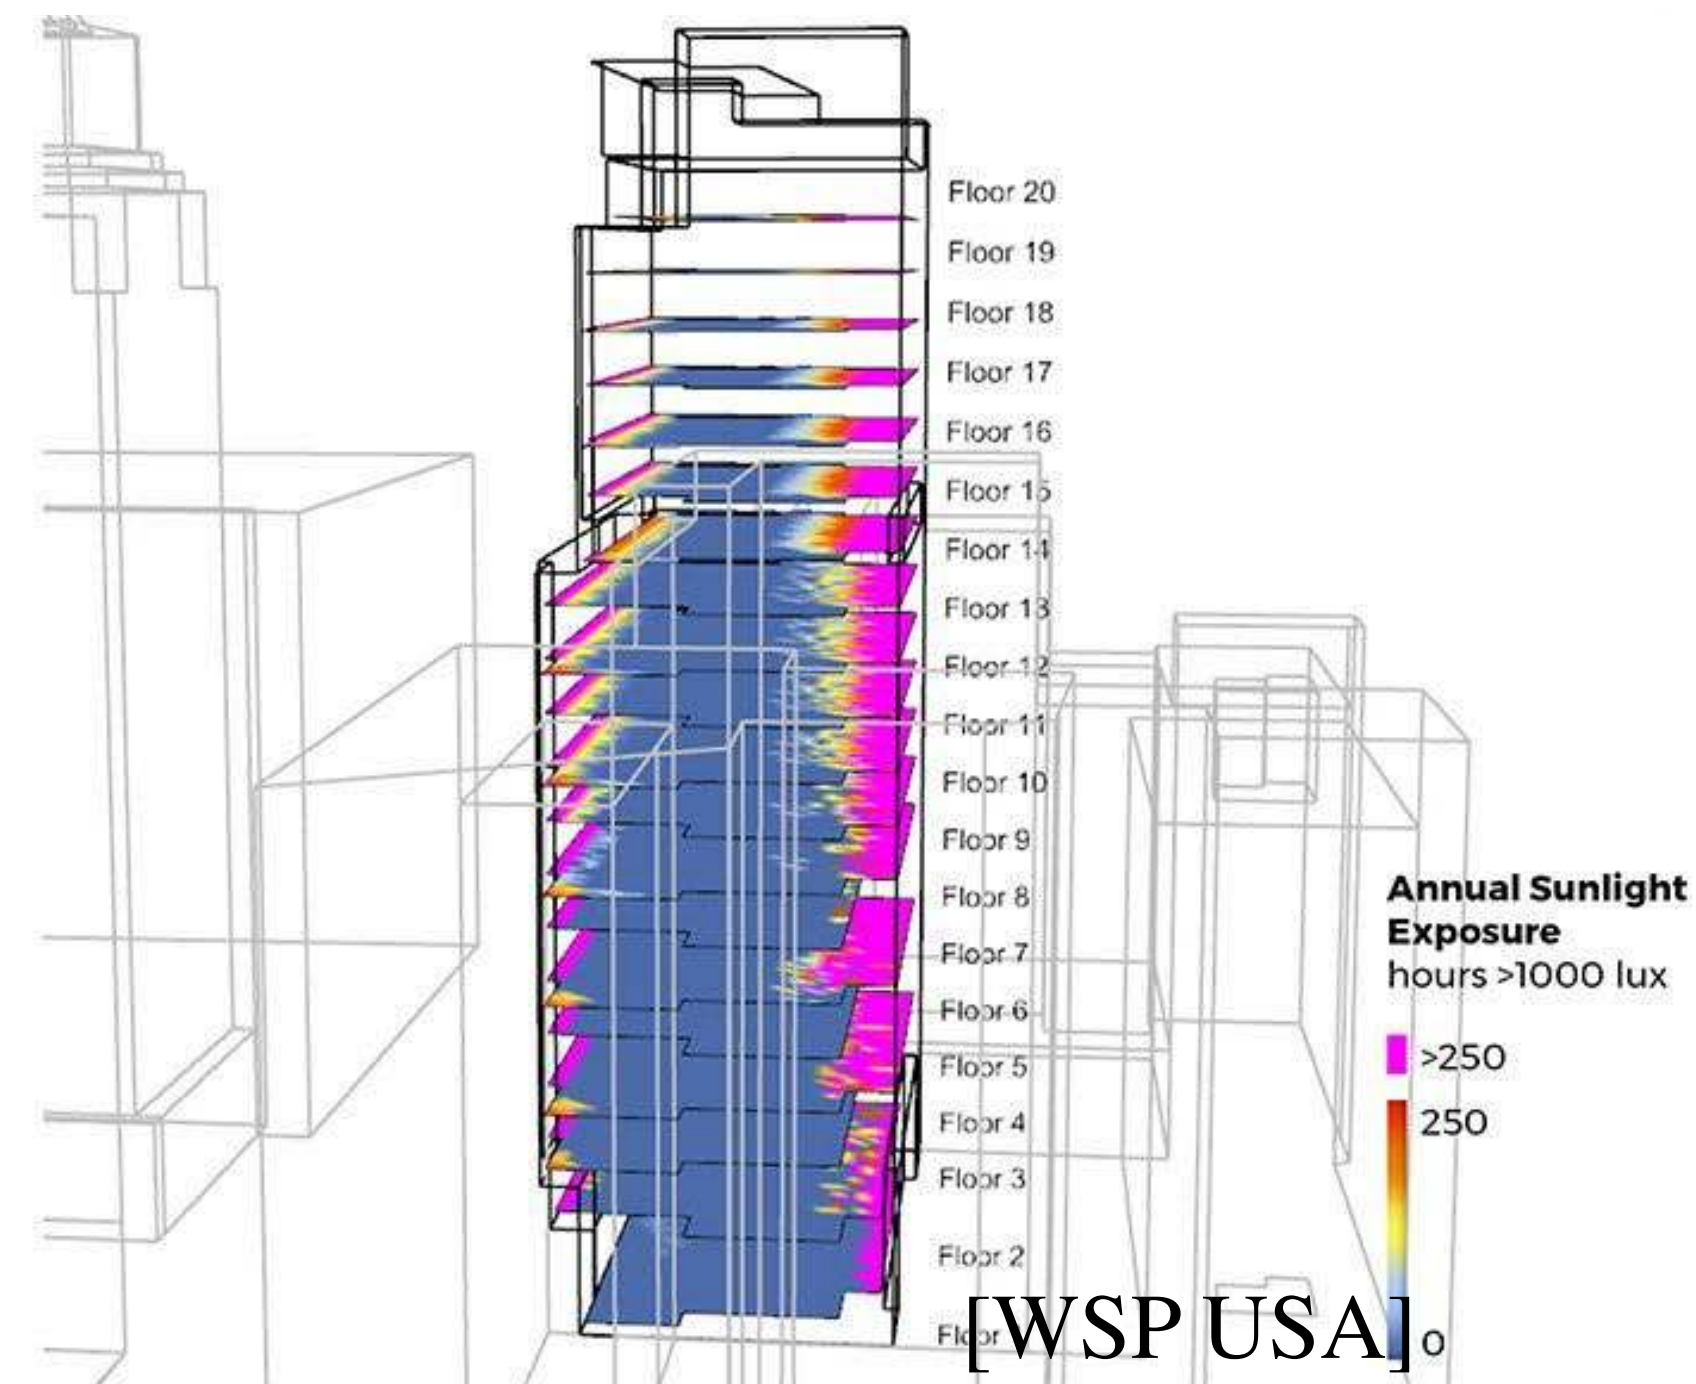 Floor 20
Floor 19
Floor 18
Floor 17
Floor 16
Floor 15
Floor 14
Floor 13
Floor 12
Floor 11
Floor 10
Floor 9
Floor 8
Floor 7
Floor 6
Floor 5
Floor 4
Floor 3
Floor 2
Floor
Annual Sunlight
Exposure
hours >1000 lux
>250
250
0
[WSP USA]